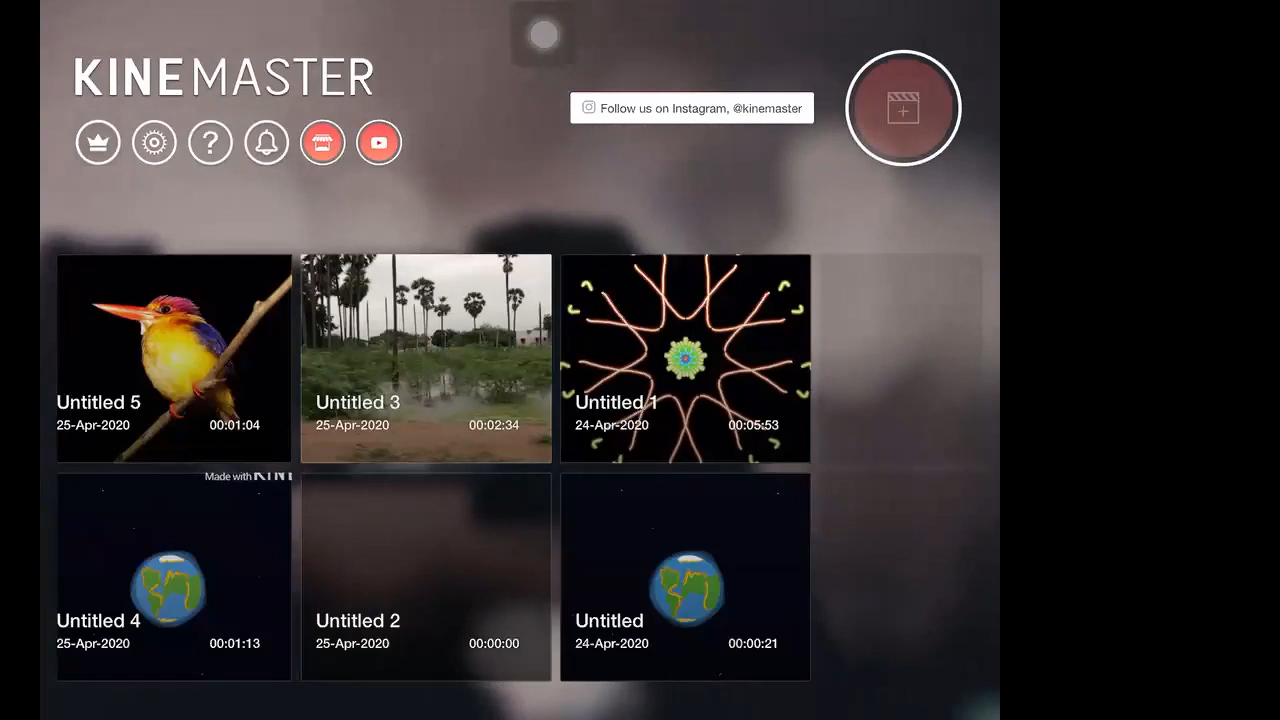 KINEMASTER
Follow us on Instagram, @kinemaster
?
Untitled 5
25-Apr-2020 00:01:04
Untitled 3
25-Apr-2020 00:02:34
Untitled 1
24-Apr-2020 00:05:53
Made with KINE
Untitled 4
25-Apr-2020 00:01:13
Untitled 2
25-Apr-2020 00:00:00
Untitled
24-Apr-2020 00:00:21